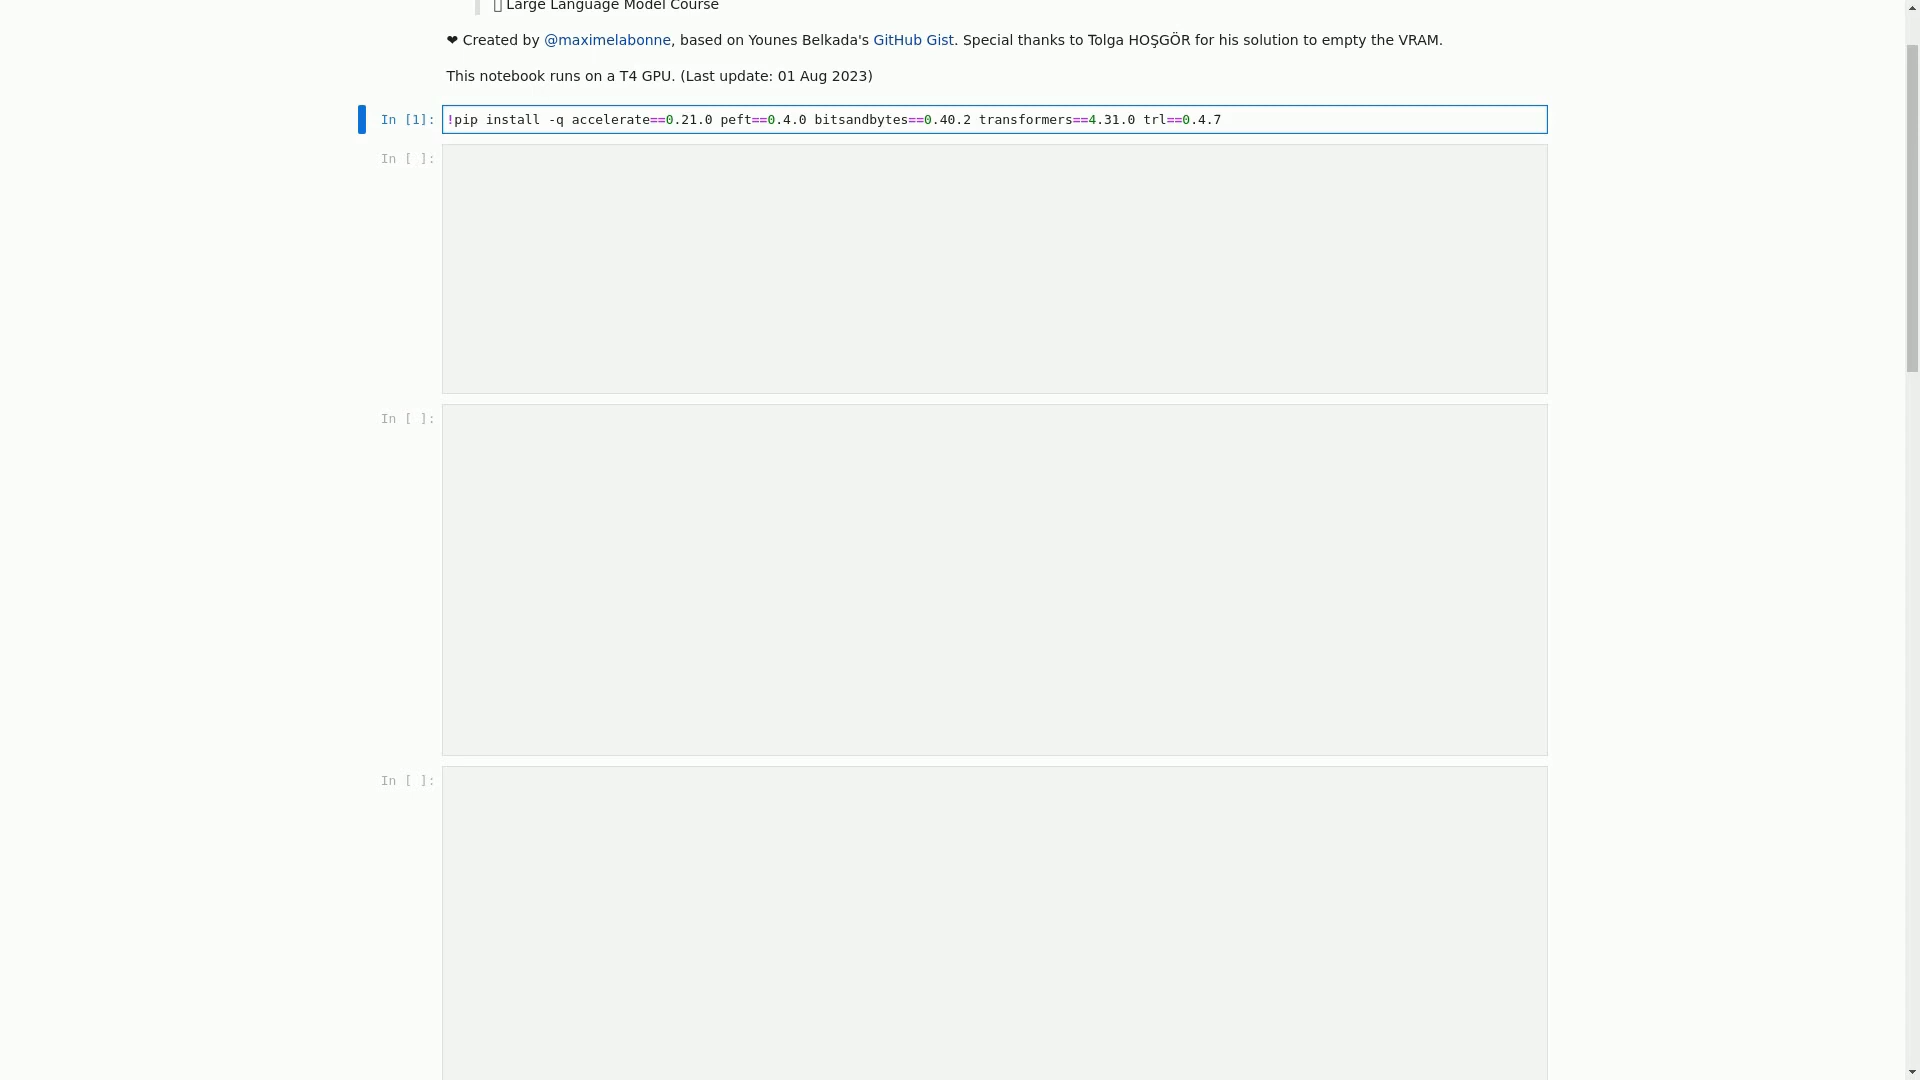 Large Language Model Course
❤ Created by @maximelabonne, based on Younes Belkada's GitHub Gist. Special thanks to Tolga HOŞGÖR for his solution to empty the VRAM.
This notebook runs on a T4 GPU. (Last update: 01 Aug 2023)
In [1]: !pip install -q accelerate==0.21.0 peft==0.4.0 bitsandbytes==0.40.2 transformers==4.31.0 trl==0.4.7
In [ ]:
In [ ]:
In [ ]: